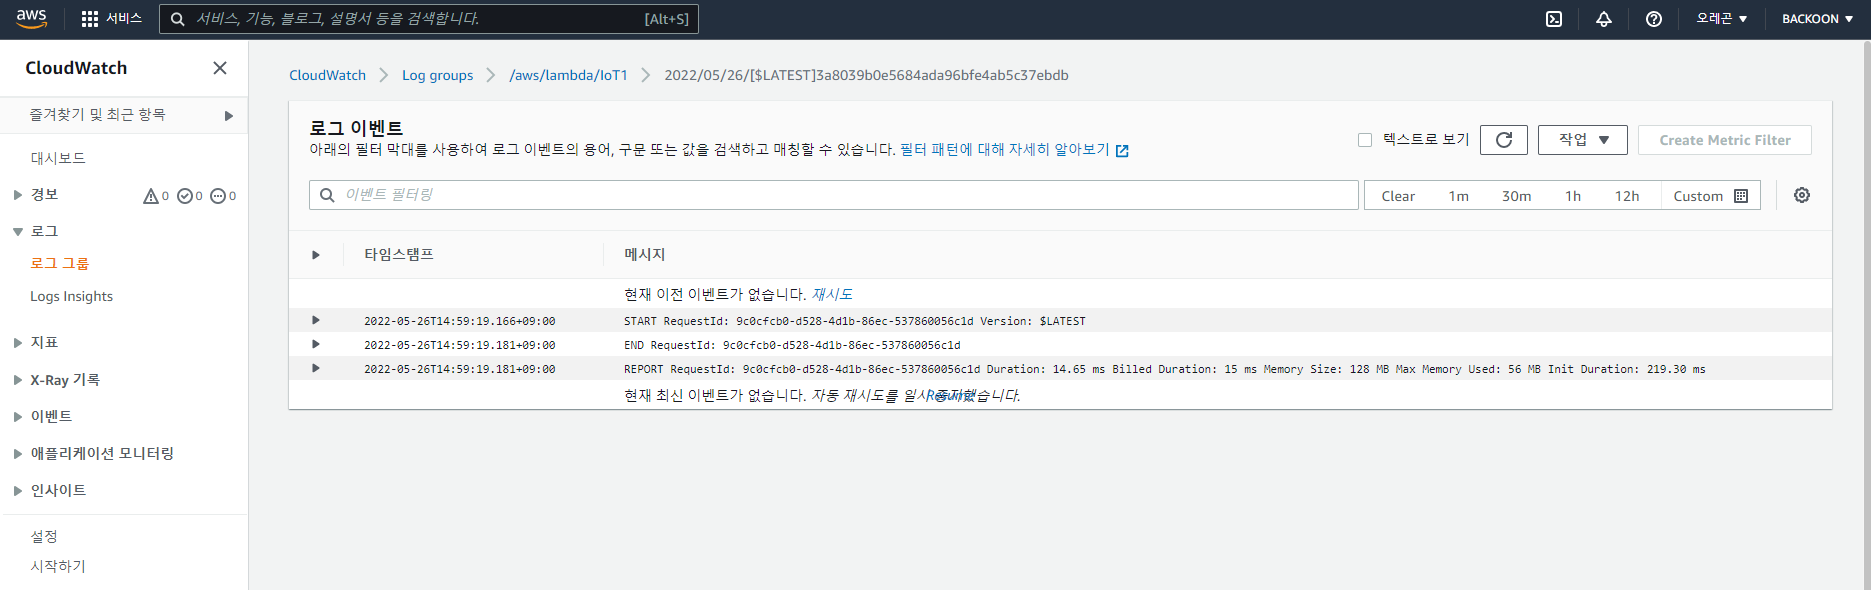 aws 서비스 서비스, 기능, 블로그, 설명서 등을 검색합니다. [Alt+S] 오레곤 BACKOON
CloudWatch
즐겨찾기 및 최근 항목
대시보드
경보 0 0 0
로그
로그 그룹
Logs Insights
지표
X-Ray 기록
이벤트
애플리케이션 모니터링
인사이트
설정
시작하기
CloudWatch Log groups /aws/lambda/IoT1 2022/05/26/[$LATEST]3a8039b0e5684ada96bfe4ab5c37ebdb
로그 이벤트
아래의 필터 막대를 사용하여 로그 이벤트의 용어, 구문 또는 값을 검색하고 매칭할 수 있습니다. 필터 패턴에 대해 자세히 알아보기
텍스트로 보기 작업 Create Metric Filter
이벤트 필터링 Clear 1m 30m 1h 12h Custom
타임스탬프 메시지
현재 이전 이벤트가 없습니다. 재시도
2022-05-26T14:59:19.166+09:00 START RequestId: 9c0cfcb0-d528-4d1b-86ec-537860056c1d Version: $LATEST
2022-05-26T14:59:19.181+09:00 END RequestId: 9c0cfcb0-d528-4d1b-86ec-537860056c1d
2022-05-26T14:59:19.181+09:00 REPORT RequestId: 9c0cfcb0-d528-4d1b-86ec-537860056c1d Duration: 14.65 ms Billed Duration: 15 ms Memory Size: 128 MB Max Memory Used: 56 MB Init Duration: 219.30 ms
현재 최신 이벤트가 없습니다. 자동 재시도를 일시 중지했습니다. Resume